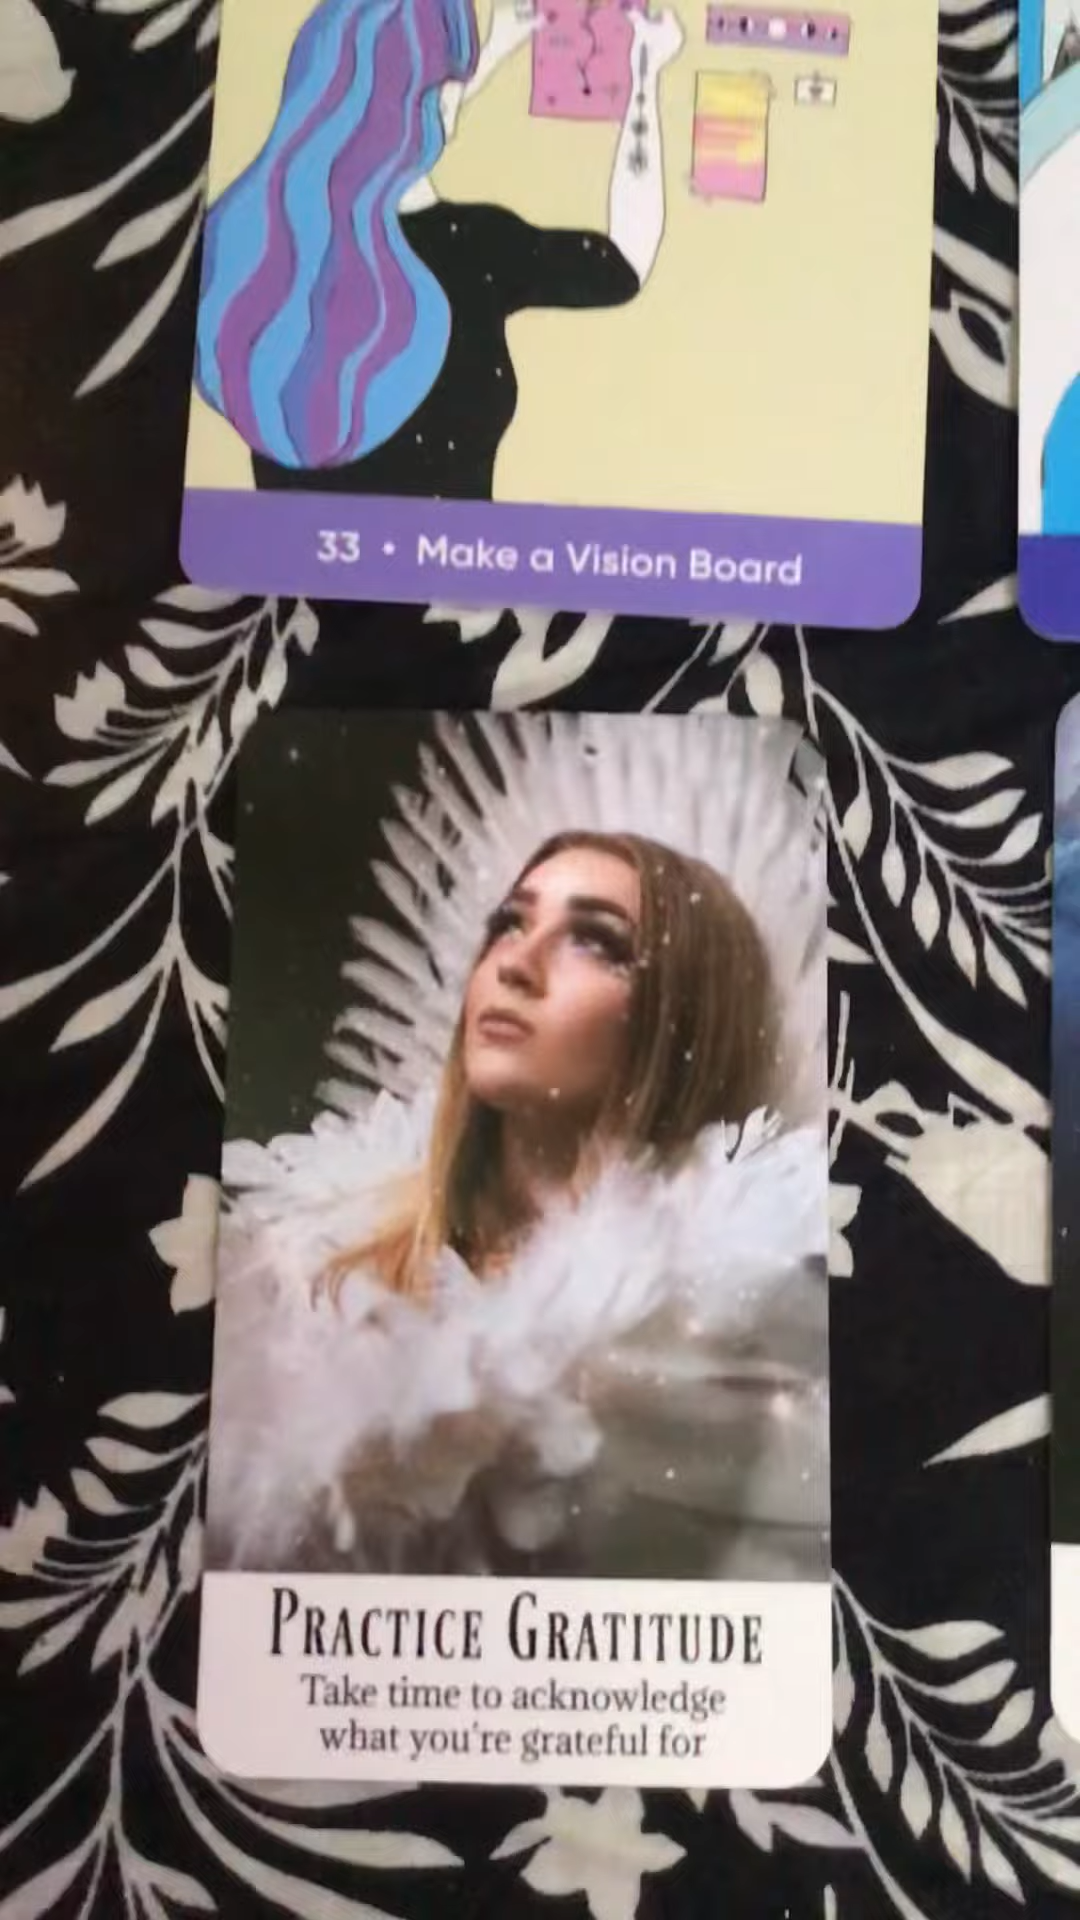 33 • Make a Vision Board
PRACTICE GRATITUDE
Take time to acknowledge
what you're grateful for